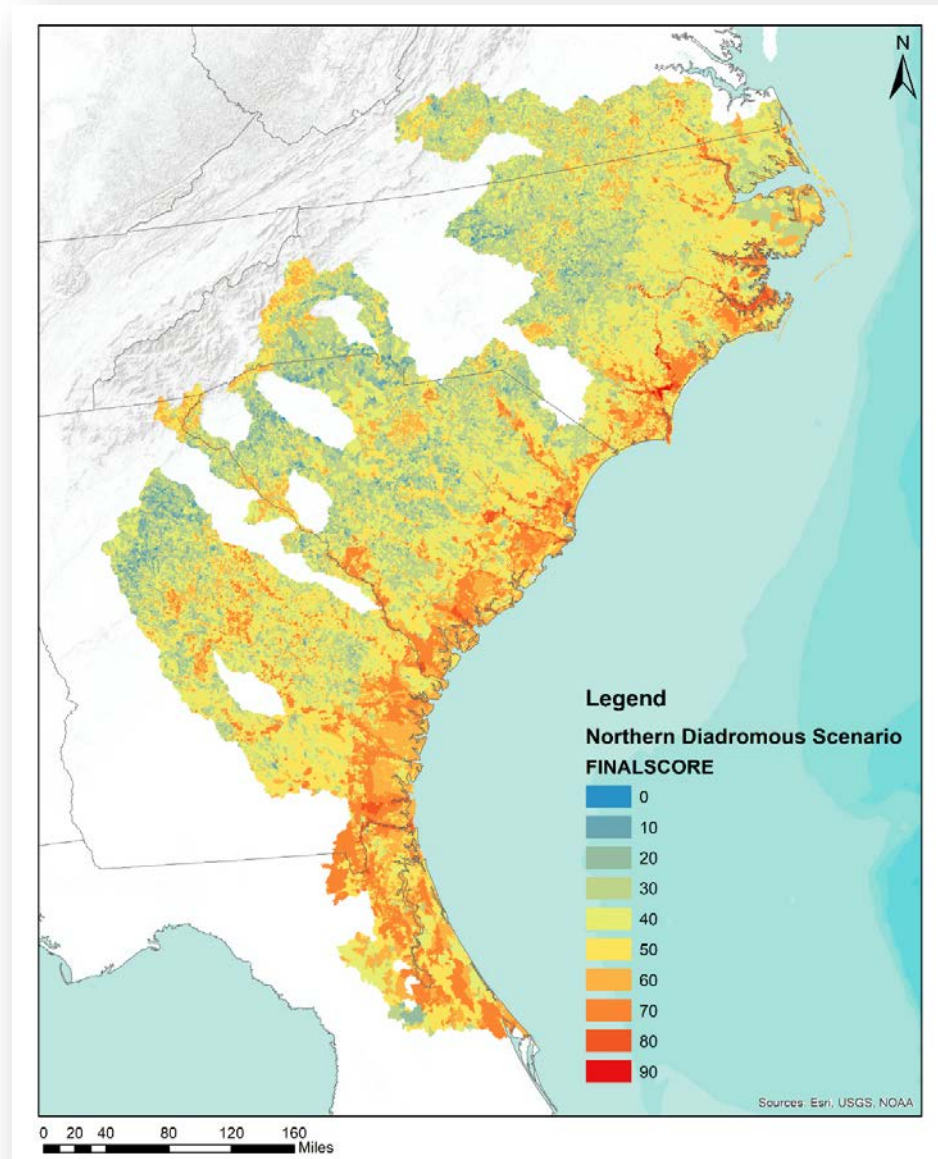 N
Legend
Northern Diadromous Scenario
FINALSCORE
0
10
20
30
40
50
60
70
80
90
Sources: Esri, USGS, NOAA
0 20 40 80 120 160
Miles